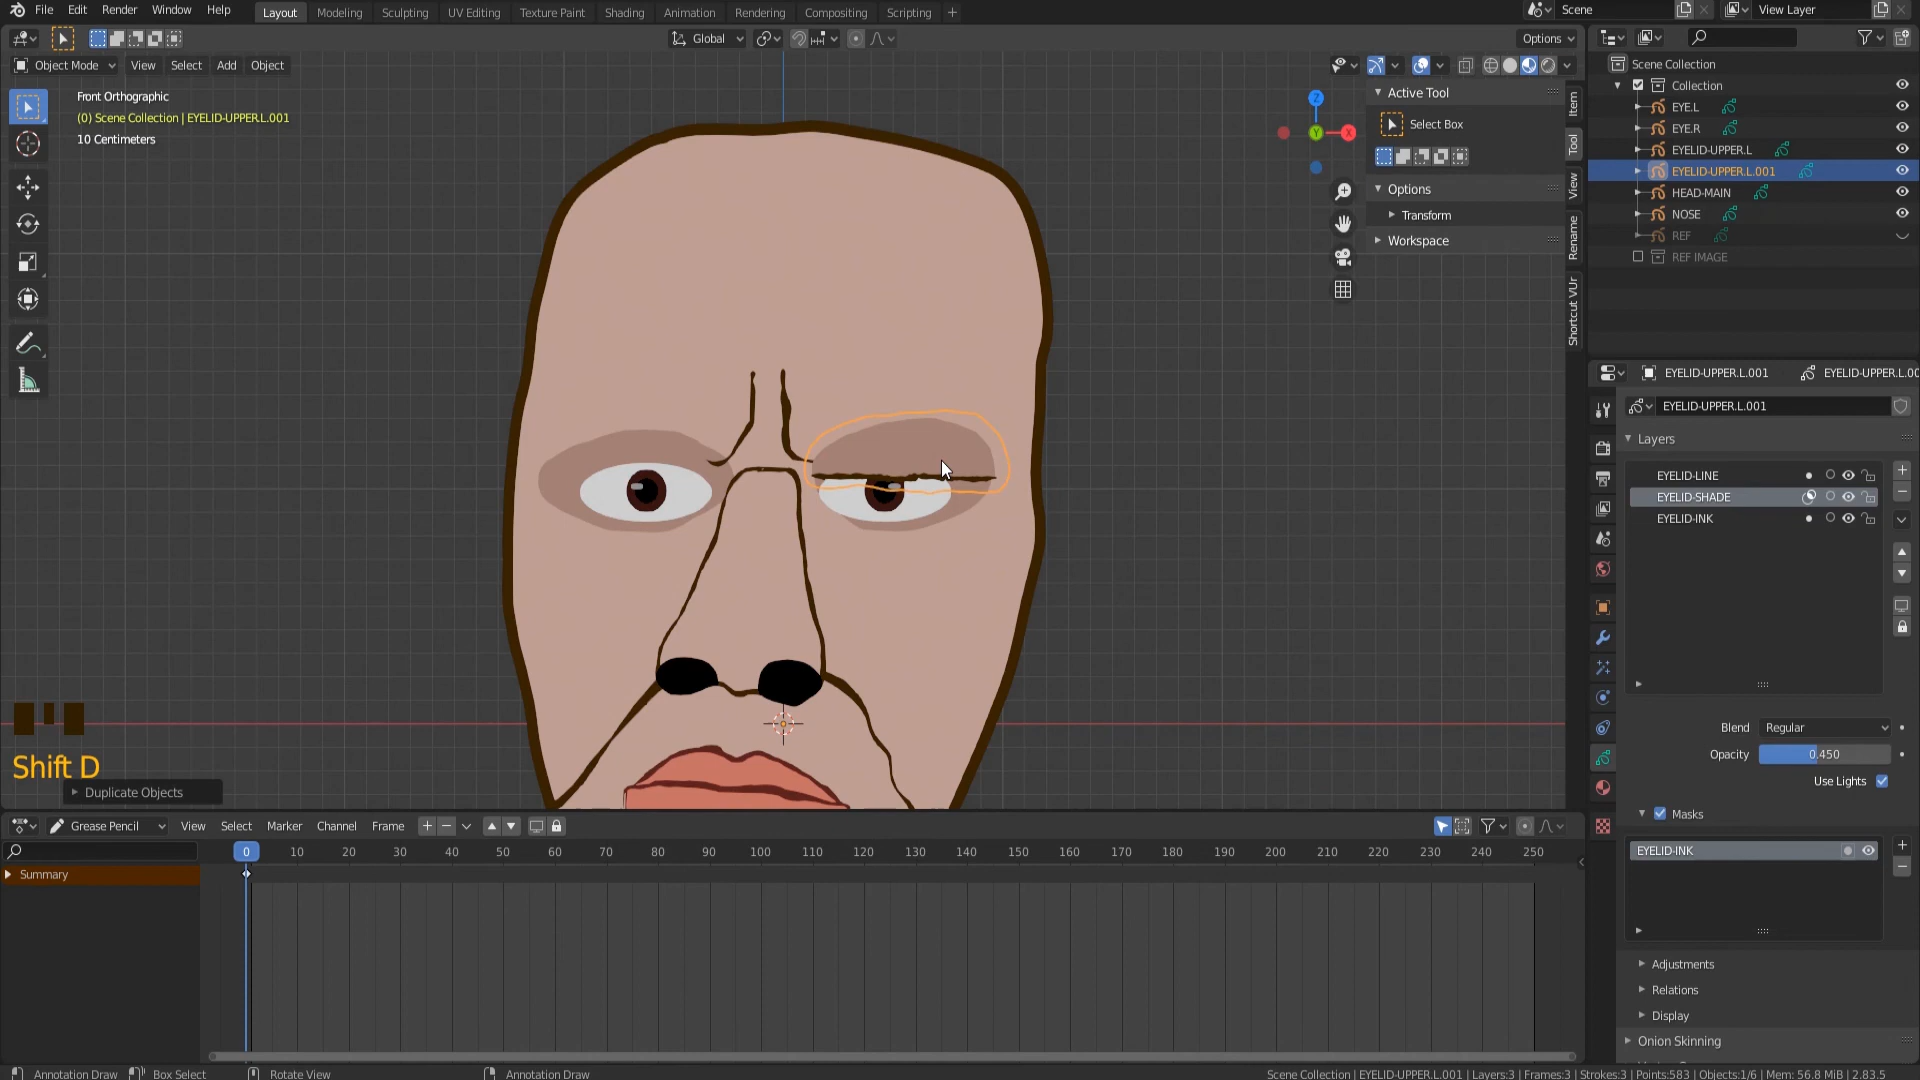 File Edit Render Window Help Layout Modeling Sculpting UV Editing Texture Paint Shading Animation Rendering Compositing Scripting + Scene View Layer
Global Options
Object Mode View Select Add Object
Front Orthographic
(0) Scene Collection | EYELID-UPPER.L.001
10 Centimeters
Z
Y
X
Active Tool
Select Box
Options
Transform
Workspace
Item
Tool
View
Rename
Shortcut VUr
Scene Collection
Collection
EYE.L
EYE.R
EYELID-UPPER.L
EYELID-UPPER.L.001
HEAD-MAIN
NOSE
REF
REF IMAGE
EYELID-UPPER.L.001 EYELID-UPPER.L.00
EYELID-UPPER.L.001
Layers
EYELID-LINE
EYELID-SHADE
EYELID-INK
Blend Regular
Opacity 0.450
Use Lights
Masks
EYELID-INK
Adjustments
Relations
Display
Onion Skinning
Shift D
Duplicate Objects
Grease Pencil View Select Marker Channel Frame
0 10 20 30 40 50 60 70 80 90 100 110 120 130 140 150 160 170 180 190 200 210 220 230 240 250
Summary
Annotation Draw Box Select Rotate View Annotation Draw Scene Collection | EYELID-UPPER.L.001 | Layers:3 | Frames:3 | Strokes:3 | Points:583 | Objects:1/6 | Mem: 56.8 MiB | 2.83.5